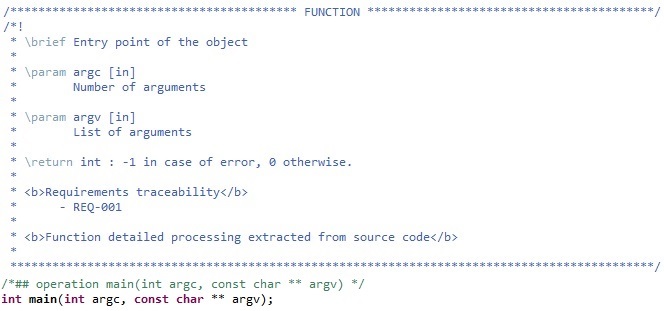 /***************************************** FUNCTION *****************************************/
/*!
 * \brief Entry point of the object
 *
 * \param argc [in]
 *        Number of arguments
 *
 * \param argv [in]
 *        List of arguments
 *
 * \return int : -1 in case of error, 0 otherwise.
 *
 * <b>Requirements traceability</b>
 *      - REQ-001
 *
 * <b>Function detailed processing extracted from source code</b>
 *
 ********************************************************************************************/
/*## operation main(int argc, const char ** argv) */
int main(int argc, const char ** argv);